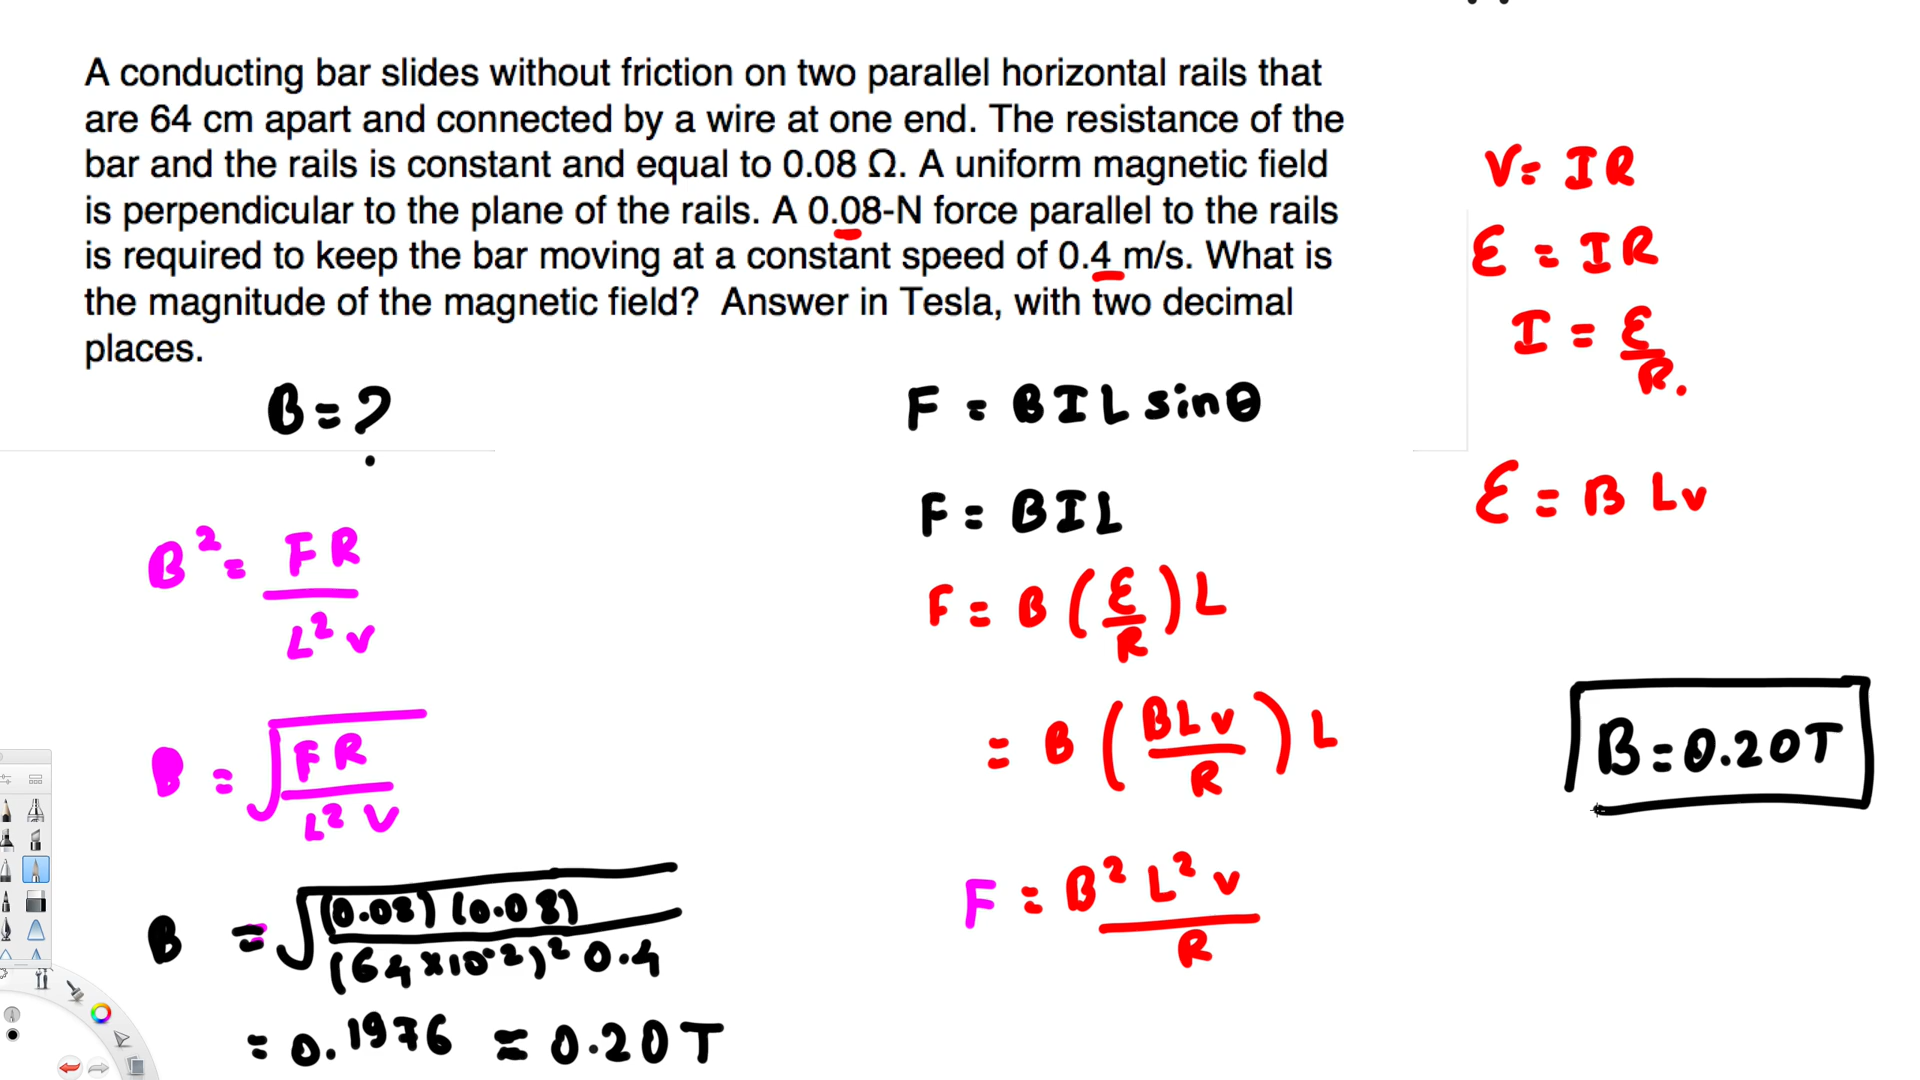 A conducting bar slides without friction on two parallel horizontal rails that
are 64 cm apart and connected by a wire at one end. The resistance of the
bar and the rails is constant and equal to 0.08 Ω. A uniform magnetic field
is perpendicular to the plane of the rails. A 0.08-N force parallel to the rails
is required to keep the bar moving at a constant speed of 0.4 m/s. What is
the magnitude of the magnetic field?  Answer in Tesla, with two decimal
places.
B = ?
B² = FR / L²v
B = √(FR / L²v)
B = √((0.08)(0.08) / (64×10⁻²)² 0.4)
= 0.1976 ≈ 0.20T
F = BIL sinθ
F = BIL
F = B(ℰ/R)L
= B(BLv/R)L
F = B²L²v / R
V = IR
ℰ = IR
I = ℰ/R.
ℰ = BLv
B = 0.20T